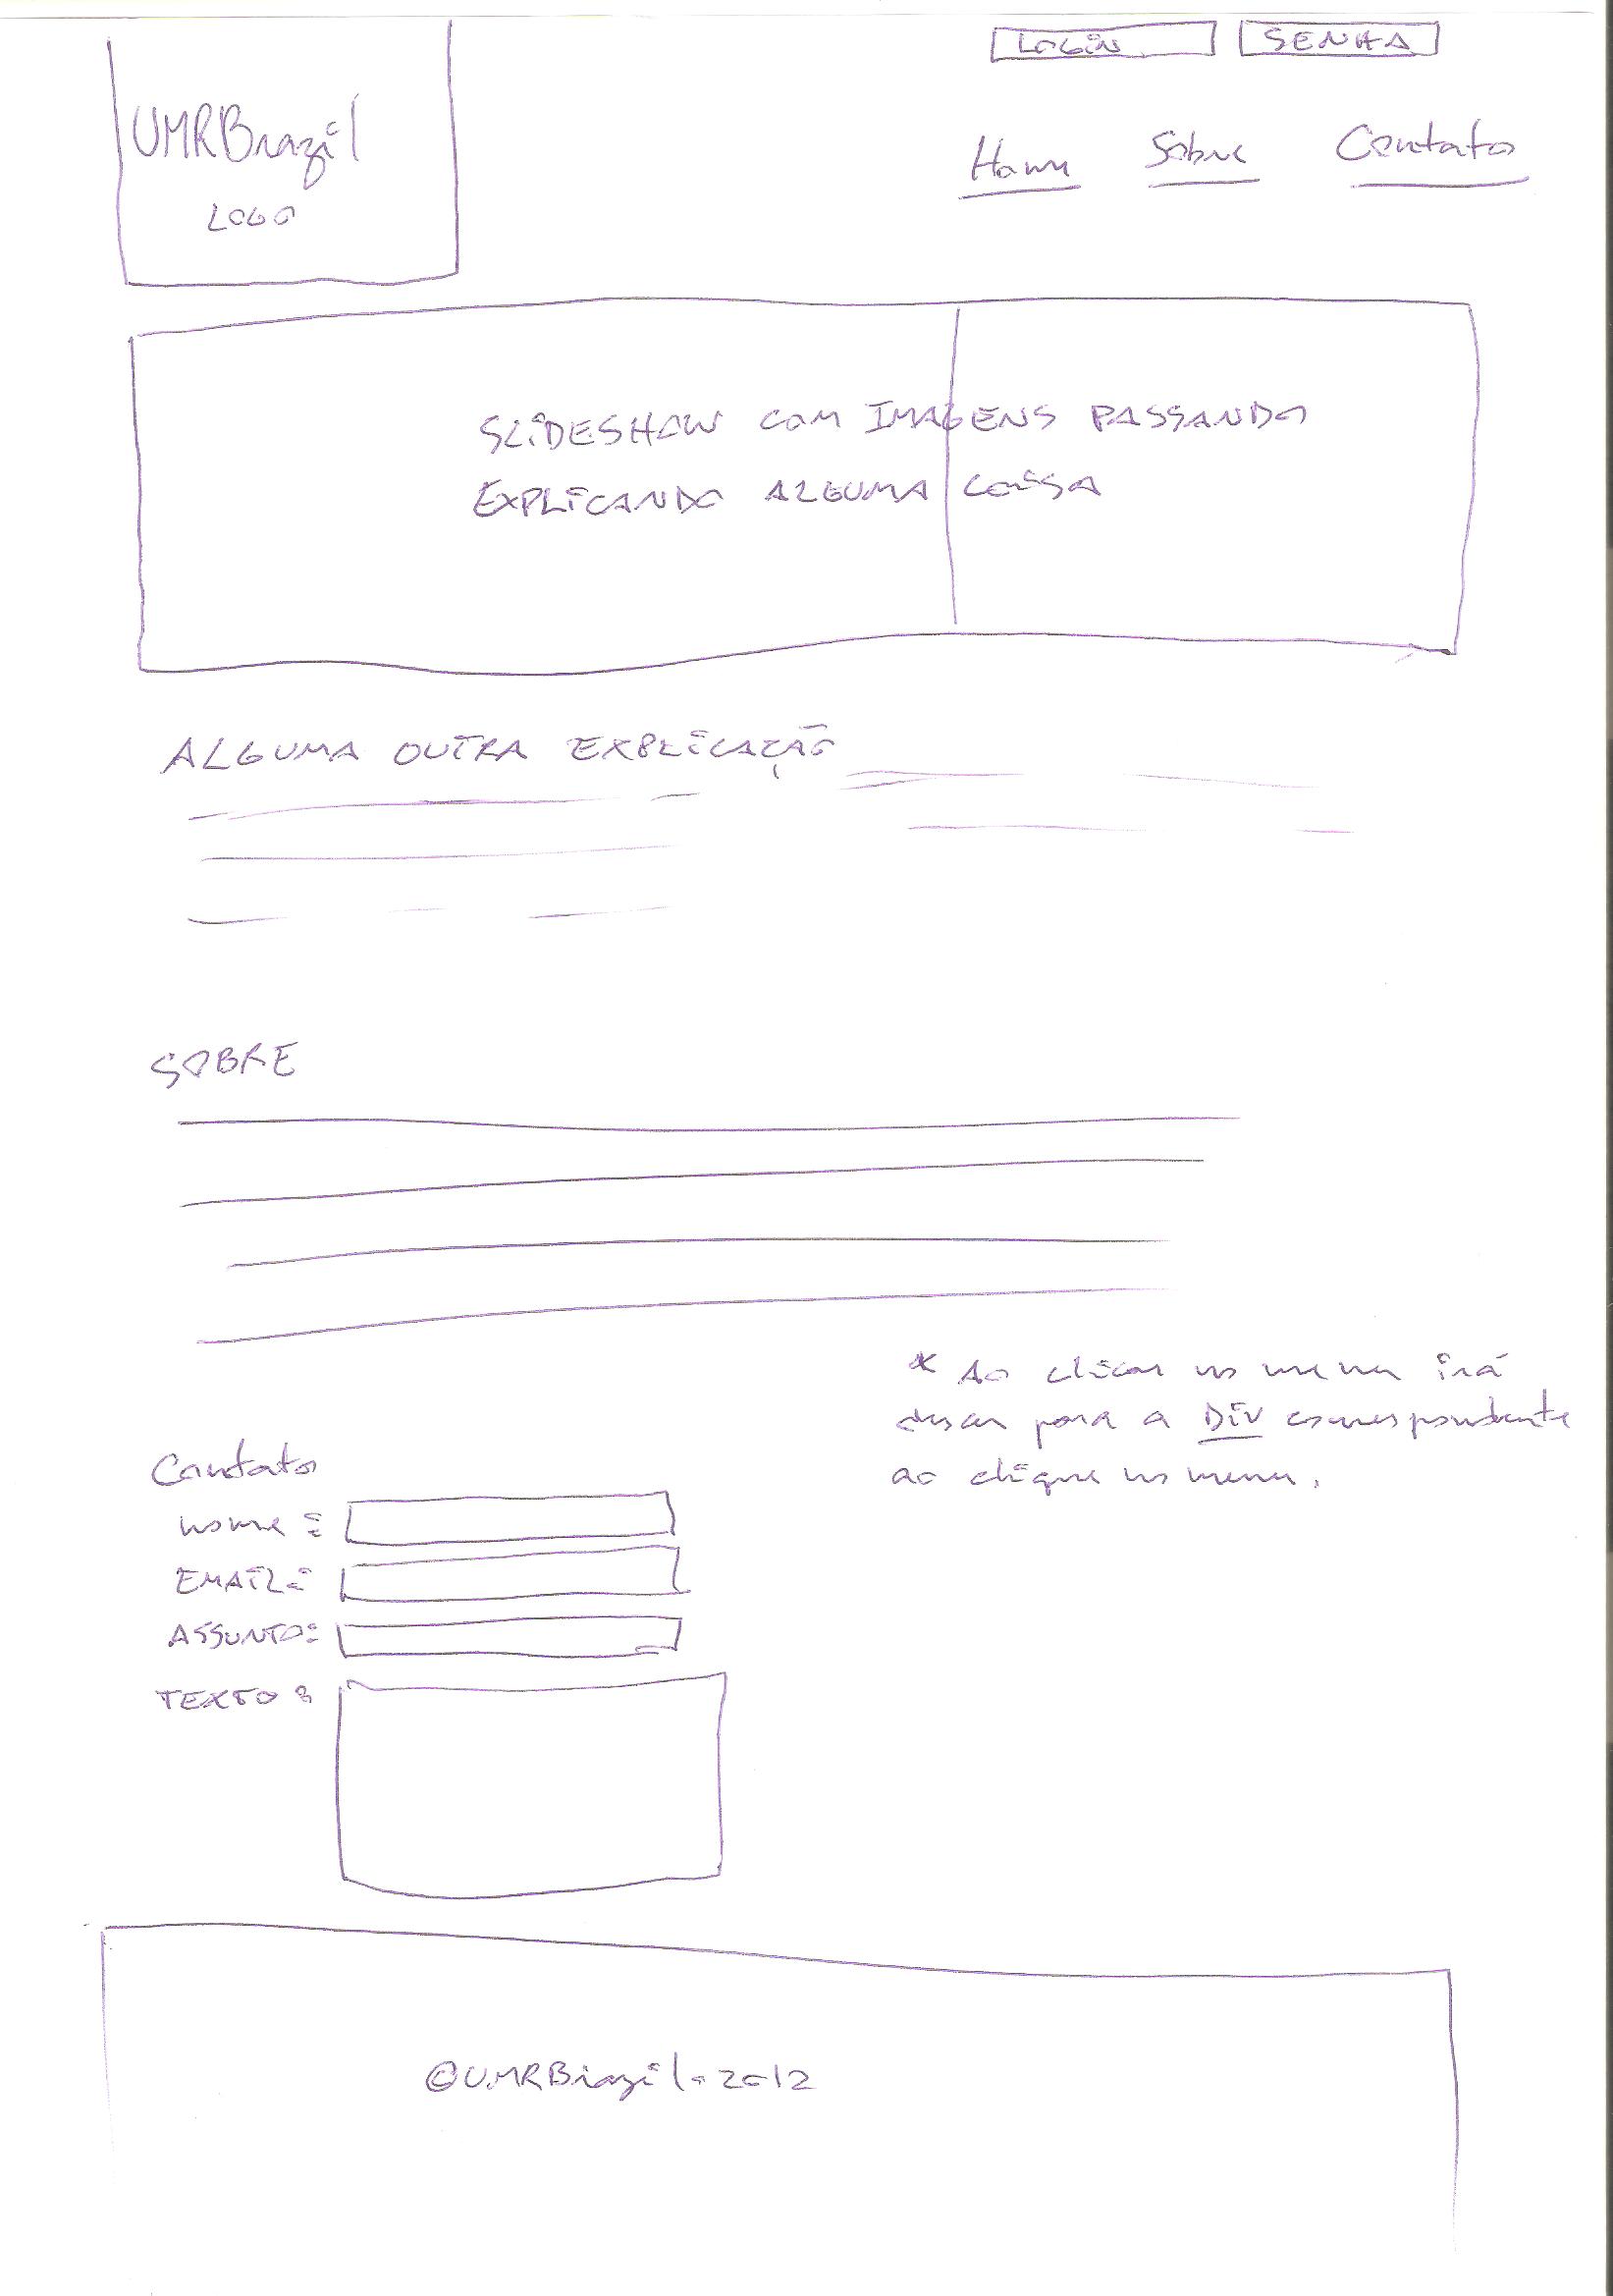 LOGIN SENHA
UMRBrazil
LOGO
Home Sobre Contato
SLIDESHOW COM IMAGENS PASSANDO
EXPLICANDO ALGUMA COISA
ALGUMA OUTRA EXPLICAÇÃO
SOBRE
* Ao clicar no menu irá
descer para a DIV correspondente
ao clique no menu.
Contato
nome:
EMAIL:
ASSUNTO:
TEXTO:
©UMRBrazil.2012